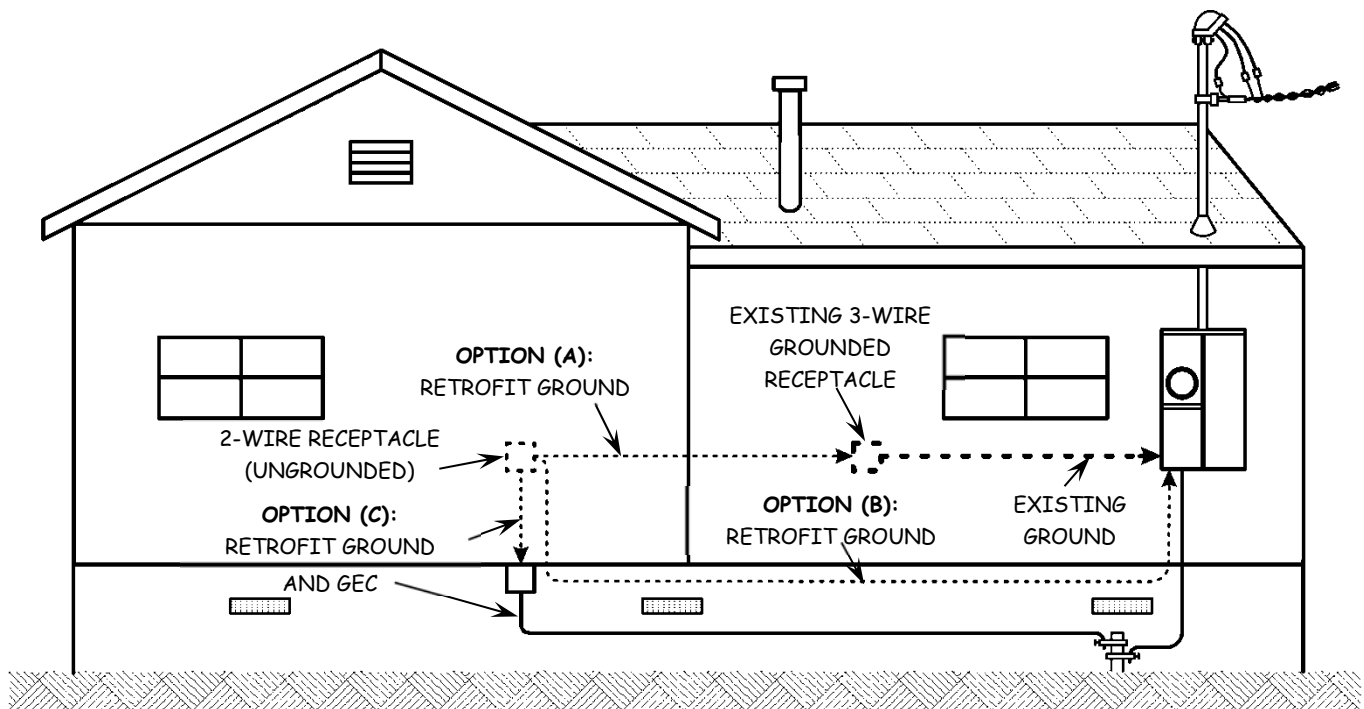 EXISTING 3-WIRE
GROUNDED
RECEPTACLE
OPTION (A):
RETROFIT GROUND
2-WIRE RECEPTACLE
(UNGROUNDED)
OPTION (C):
RETROFIT GROUND
AND GEC
OPTION (B):
RETROFIT GROUND
EXISTING
GROUND